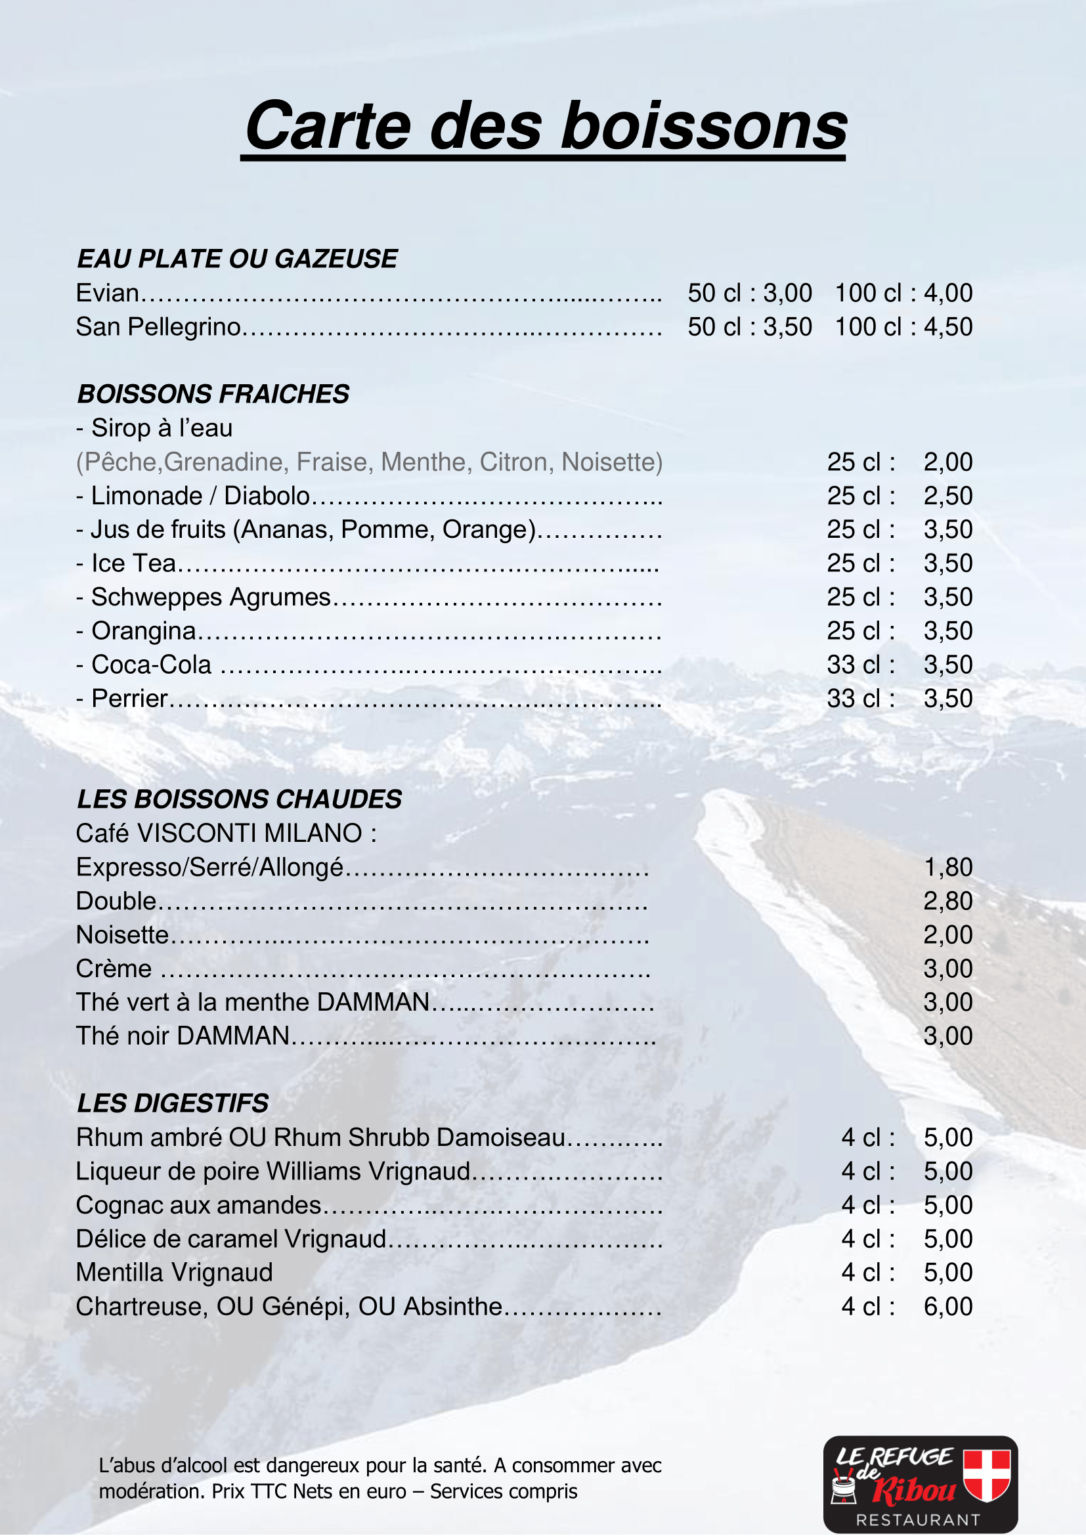 Carte des boissons
EAU PLATE OU GAZEUSE
Evian………………….………………………......…….. 50 cl : 3,00 100 cl : 4,00
San Pellegrino……………………………..…………… 50 cl : 3,50 100 cl : 4,50
BOISSONS FRAICHES
- Sirop à l’eau
(Pêche,Grenadine, Fraise, Menthe, Citron, Noisette) 25 cl : 2,00
- Limonade / Diabolo……………….………………….. 25 cl : 2,50
- Jus de fruits (Ananas, Pomme, Orange)…………… 25 cl : 3,50
- Ice Tea…….………………………………………...... 25 cl : 3,50
- Schweppes Agrumes………………………………… 25 cl : 3,50
- Orangina…………………………………….………… 25 cl : 3,50
- Coca-Cola ………………….…………….………….. 33 cl : 3,50
- Perrier…….………………………………..………….. 33 cl : 3,50
LES BOISSONS CHAUDES
Café VISCONTI MILANO :
Expresso/Serré/Allongé……………………………… 1,80
Double……..…………………………………………… 2,80
Noisette…………..……………………………………. 2,00
Crème …………………………………………………. 3,00
Thé vert à la menthe DAMMAN…..………………… 3,00
Thé noir DAMMAN………...…………………………. 3,00
LES DIGESTIFS
Rhum ambré OU Rhum Shrubb Damoiseau…….….. 4 cl : 5,00
Liqueur de poire Williams Vrignaud…………………. 4 cl : 5,00
Cognac aux amandes………….……………………… 4 cl : 5,00
Délice de caramel Vrignaud……………..……………. 4 cl : 5,00
Mentilla Vrignaud 4 cl : 5,00
Chartreuse, OU Génépi, OU Absinthe………………. 4 cl : 6,00
L’abus d’alcool est dangereux pour la santé. A consommer avec
modération. Prix TTC Nets en euro – Services compris
LE REFUGE
de Ribou
RESTAURANT